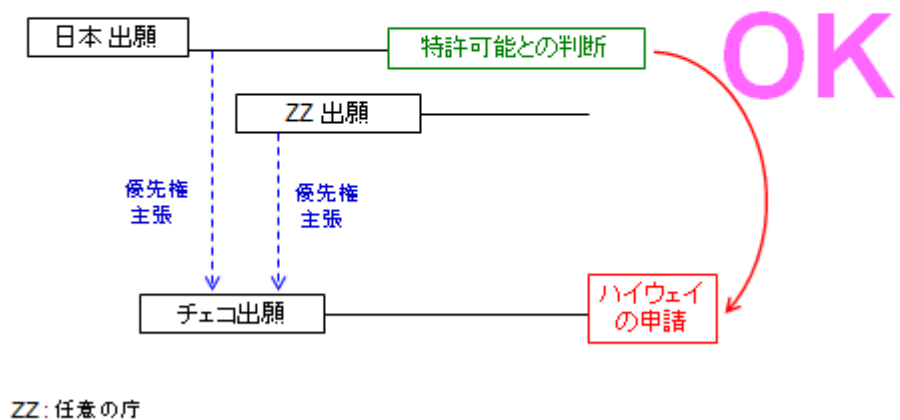 日本出願
特許可能との判断
OK
ZZ 出願
優先権
主張
優先権
主張
チェコ出願
ハイウェイ
の申請
ZZ:任意の庁